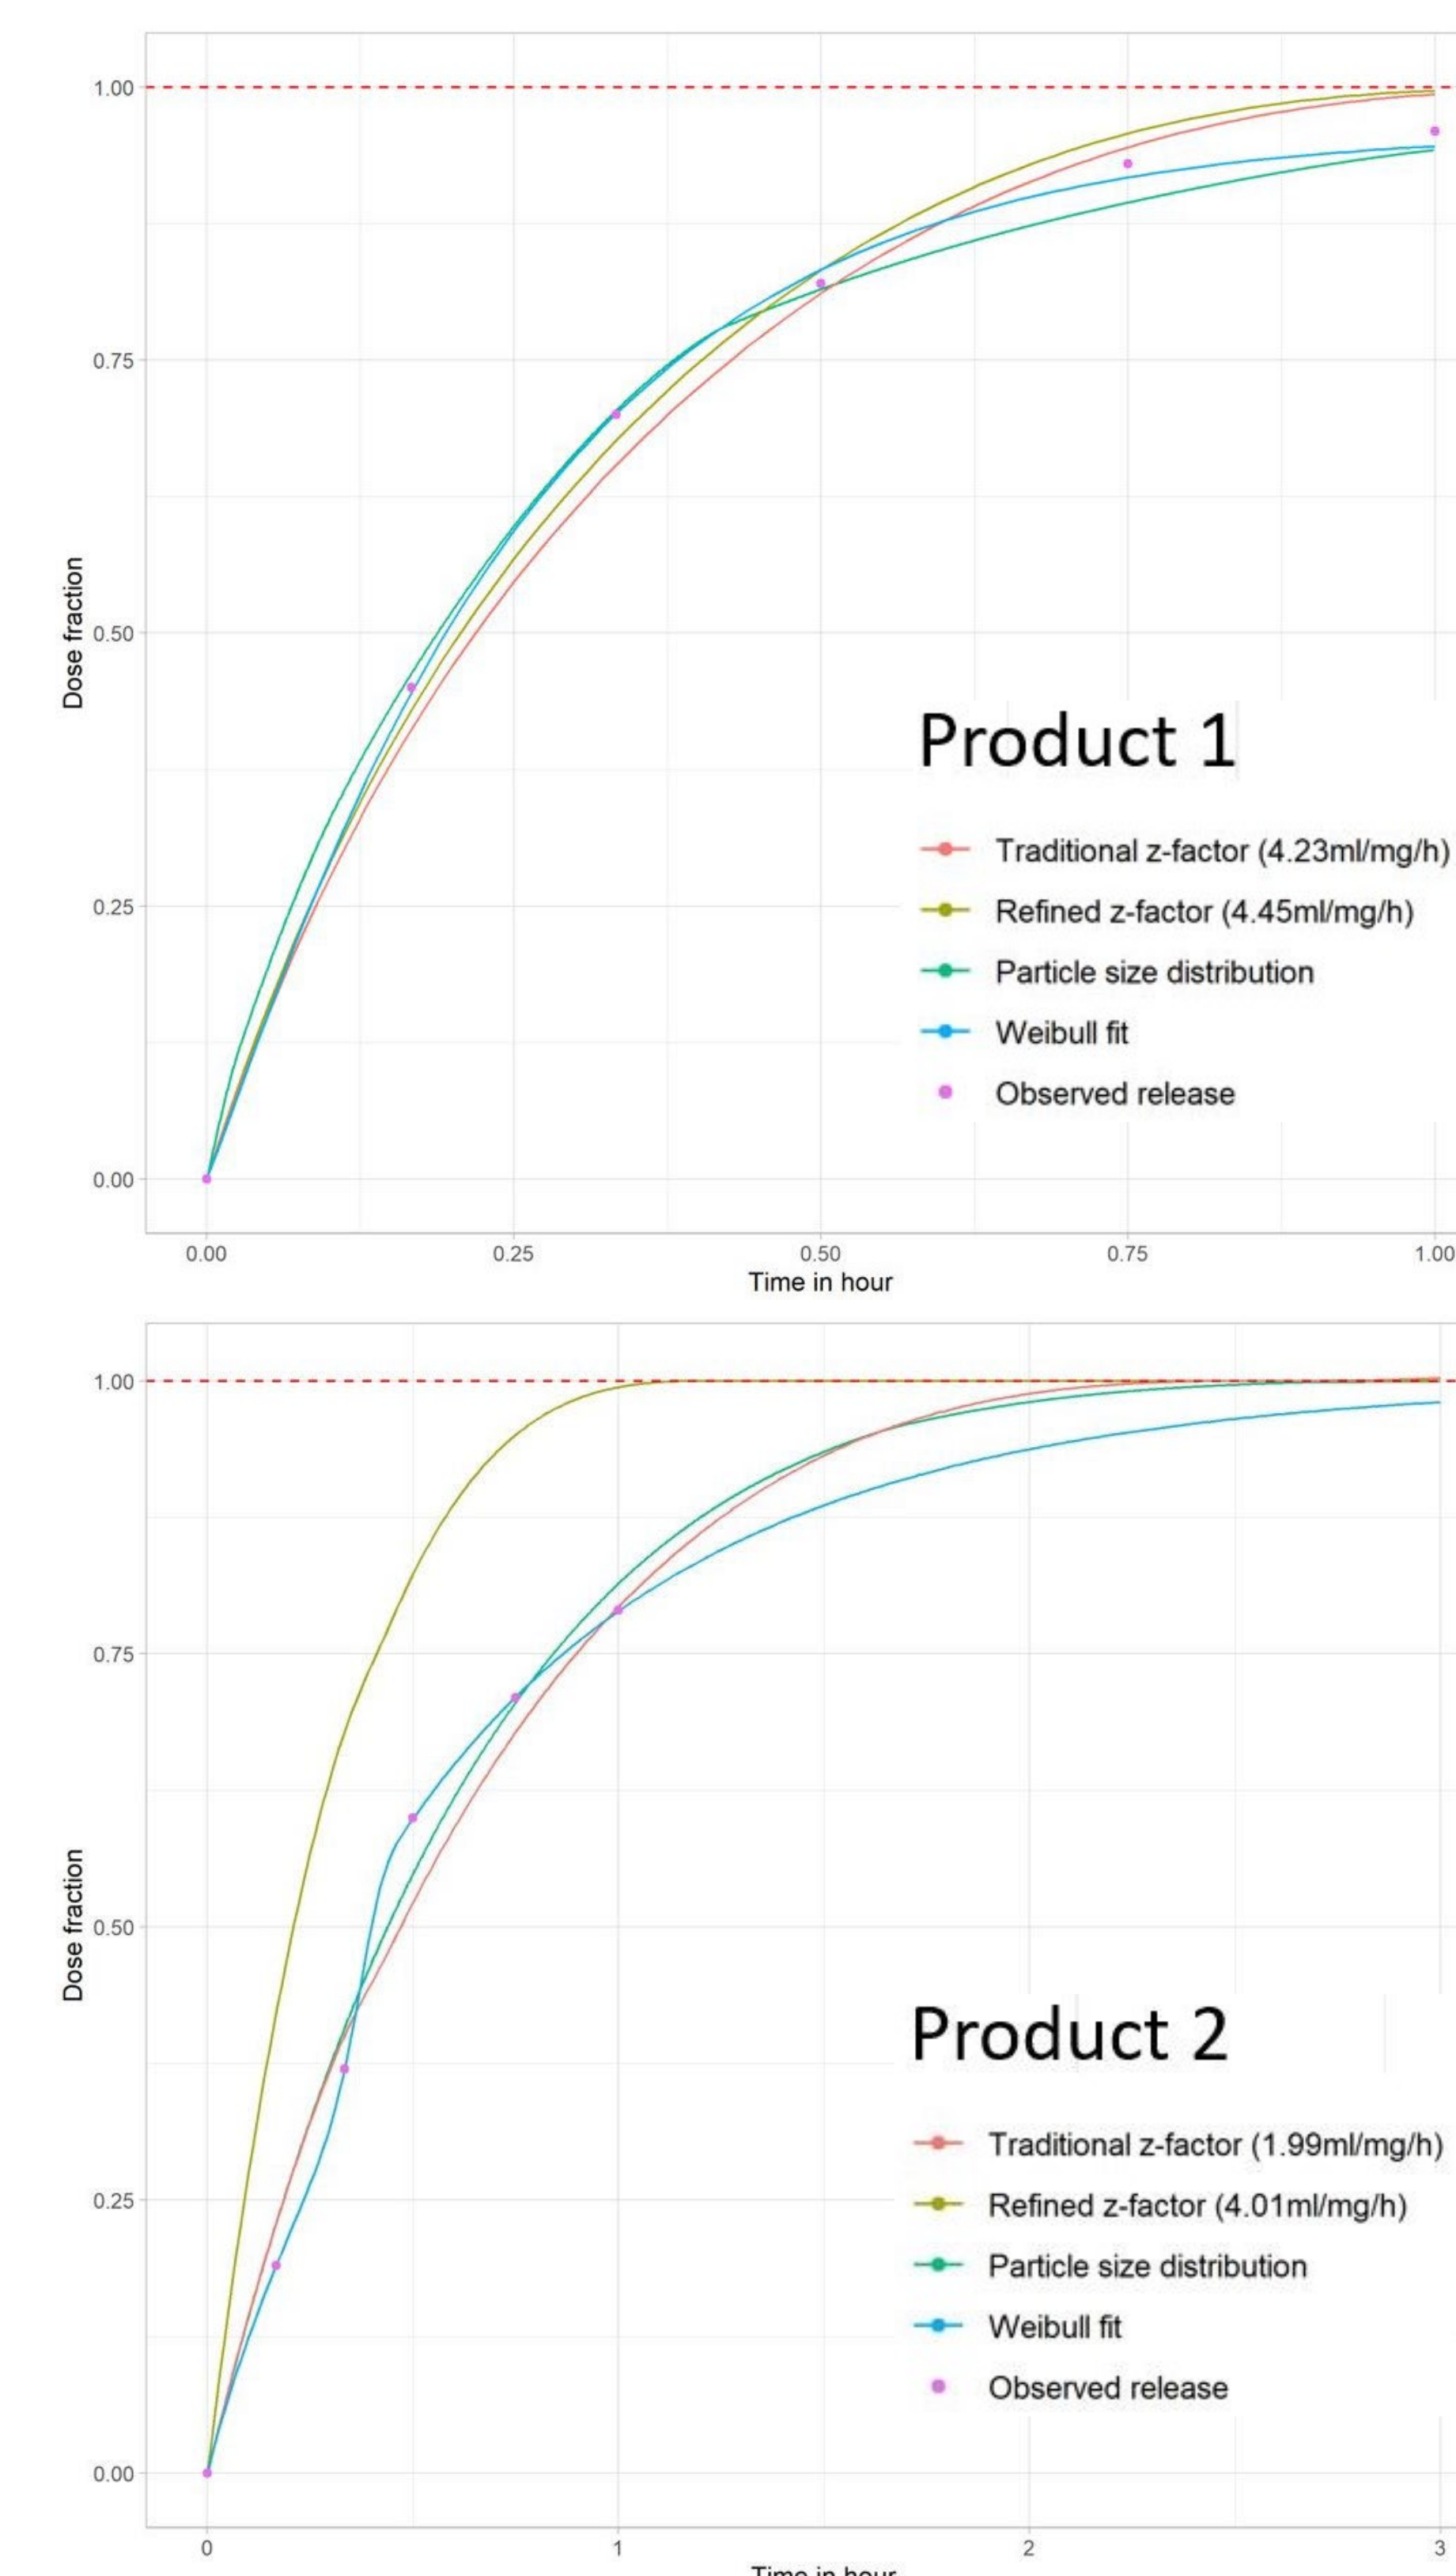 1.00
0.75
0.50
0.25
0.00
Dose fraction
Product 1
Traditional z-factor (4.23ml/mg/h)
Refined z-factor (4.45ml/mg/h)
Particle size distribution
Weibull fit
Observed release
0.00 0.25 0.50 0.75 1.00
Time in hour
1.00
0.75
0.50
0.25
0.00
Dose fraction
Product 2
Traditional z-factor (1.99ml/mg/h)
Refined z-factor (4.01ml/mg/h)
Particle size distribution
Weibull fit
Observed release
0 1 2 3
Time in hour